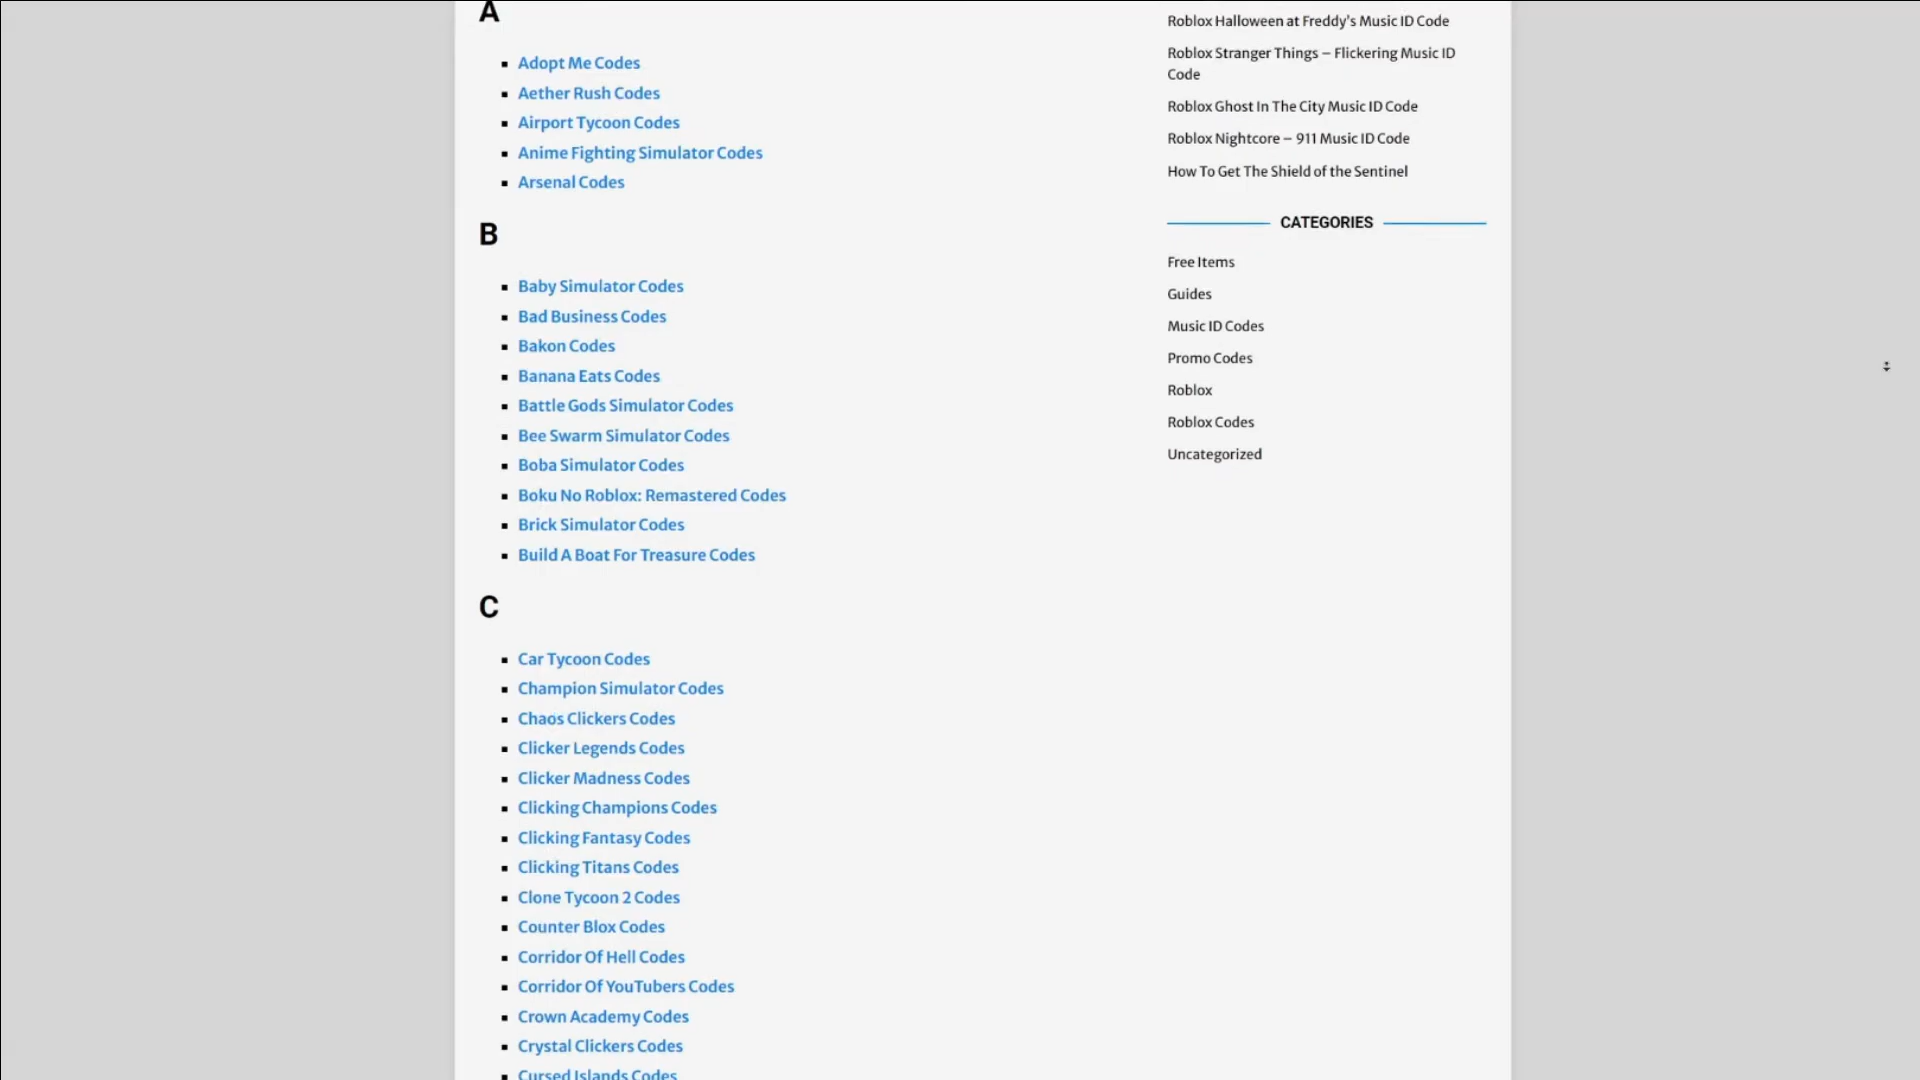 A
Adopt Me Codes
Aether Rush Codes
Airport Tycoon Codes
Anime Fighting Simulator Codes
Arsenal Codes
B
Baby Simulator Codes
Bad Business Codes
Bakon Codes
Banana Eats Codes
Battle Gods Simulator Codes
Bee Swarm Simulator Codes
Boba Simulator Codes
Boku No Roblox: Remastered Codes
Brick Simulator Codes
Build A Boat For Treasure Codes
C
Car Tycoon Codes
Champion Simulator Codes
Chaos Clickers Codes
Clicker Legends Codes
Clicker Madness Codes
Clicking Champions Codes
Clicking Fantasy Codes
Clicking Titans Codes
Clone Tycoon 2 Codes
Counter Blox Codes
Corridor Of Hell Codes
Corridor Of YouTubers Codes
Crown Academy Codes
Crystal Clickers Codes
Cursed Islands Codes
Roblox Halloween at Freddy's Music ID Code
Roblox Stranger Things – Flickering Music ID
Code
Roblox Ghost In The City Music ID Code
Roblox Nightcore – 911 Music ID Code
How To Get The Shield of the Sentinel
CATEGORIES
Free Items
Guides
Music ID Codes
Promo Codes
Roblox
Roblox Codes
Uncategorized